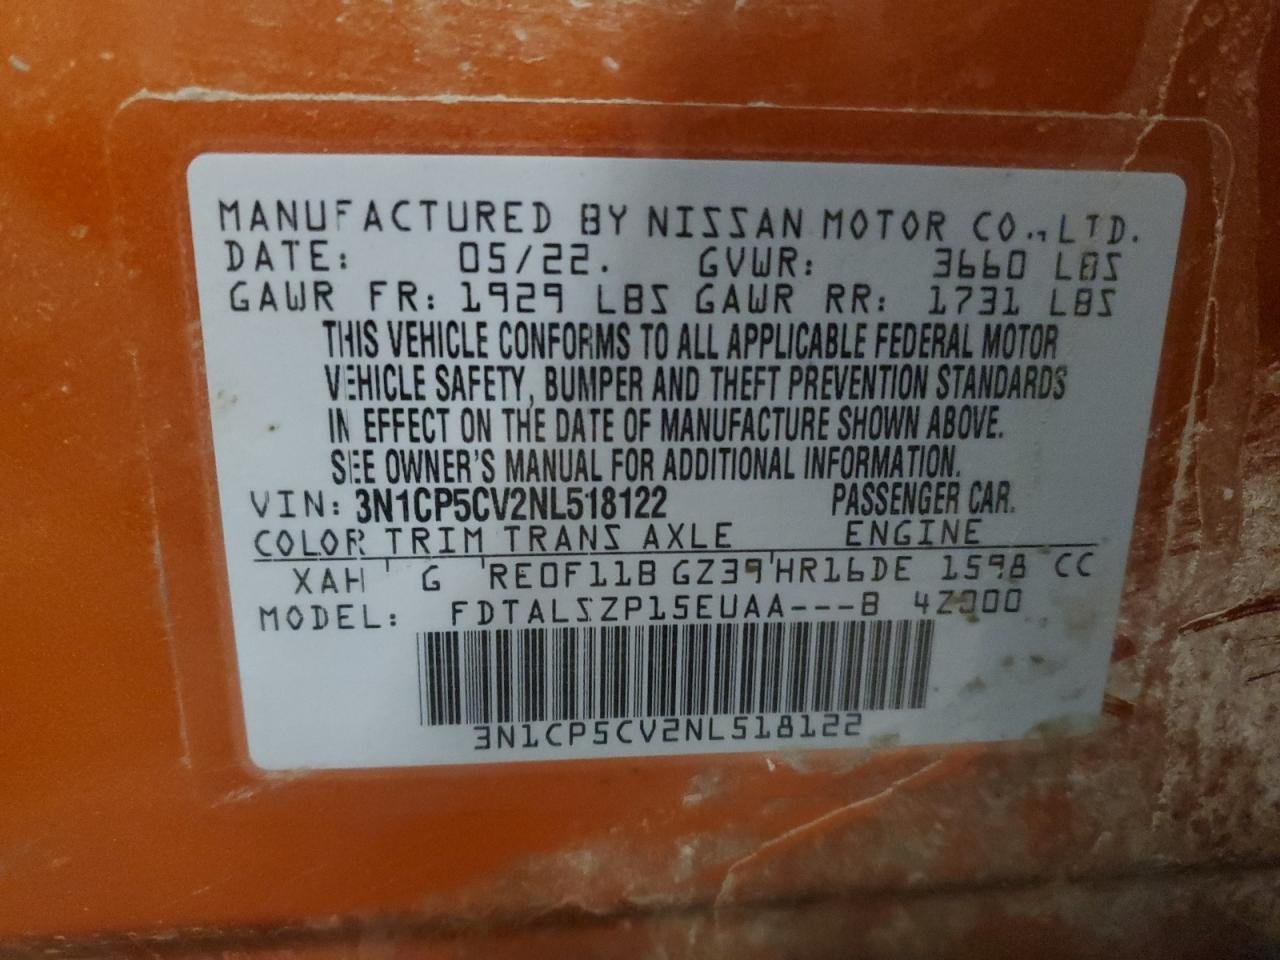 MANUFACTURED BY NISSAN MOTOR CO., LTD.
DATE: 05/22. GVWR: 3660 LBS
GAWR FR: 1929 LBS GAWR RR: 1731 LBS
THIS VEHICLE CONFORMS TO ALL APPLICABLE FEDERAL MOTOR
VEHICLE SAFETY, BUMPER AND THEFT PREVENTION STANDARDS
IN EFFECT ON THE DATE OF MANUFACTURE SHOWN ABOVE.
SEE OWNER'S MANUAL FOR ADDITIONAL INFORMATION.
VIN: 3N1CP5CV2NL518122 PASSENGER CAR.
COLOR TRIM TRANS AXLE ENGINE
XAH G RE0F11B GZ39 HR16DE 1598 CC
MODEL: FDTALSZP15EUAA---B 42000
3N1CP5CV2NL518122